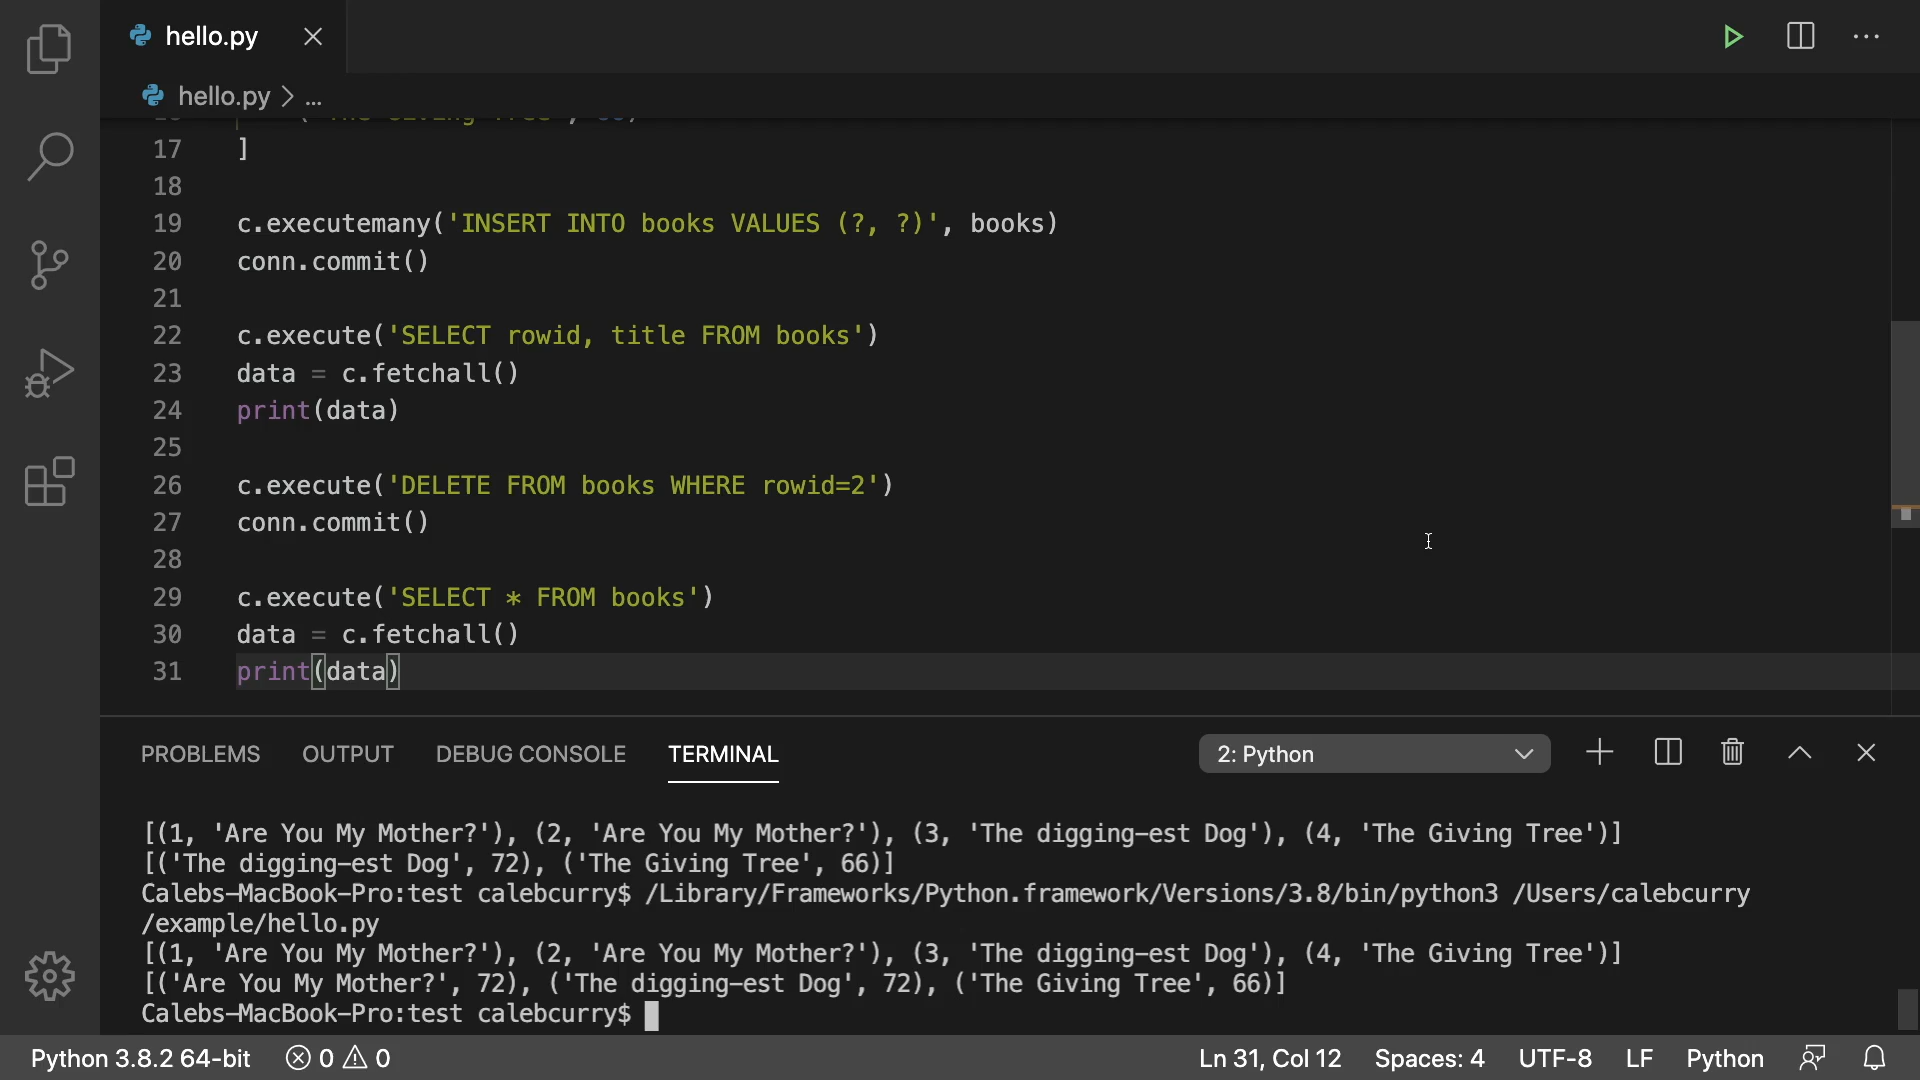 hello.py
hello.py > ...
17 ]
18
19 c.executemany('INSERT INTO books VALUES (?, ?)', books)
20 conn.commit()
21
22 c.execute('SELECT rowid, title FROM books')
23 data = c.fetchall()
24 print(data)
25
26 c.execute('DELETE FROM books WHERE rowid=2')
27 conn.commit()
28
29 c.execute('SELECT * FROM books')
30 data = c.fetchall()
31 print(data)
PROBLEMS OUTPUT DEBUG CONSOLE TERMINAL 2: Python
[(1, 'Are You My Mother?'), (2, 'Are You My Mother?'), (3, 'The digging-est Dog'), (4, 'The Giving Tree')]
[('The digging-est Dog', 72), ('The Giving Tree', 66)]
Calebs-MacBook-Pro:test calebcurry$ /Library/Frameworks/Python.framework/Versions/3.8/bin/python3 /Users/calebcurry
/example/hello.py
[(1, 'Are You My Mother?'), (2, 'Are You My Mother?'), (3, 'The digging-est Dog'), (4, 'The Giving Tree')]
[('Are You My Mother?', 72), ('The digging-est Dog', 72), ('The Giving Tree', 66)]
Calebs-MacBook-Pro:test calebcurry$
Python 3.8.2 64-bit 0 0 Ln 31, Col 12 Spaces: 4 UTF-8 LF Python